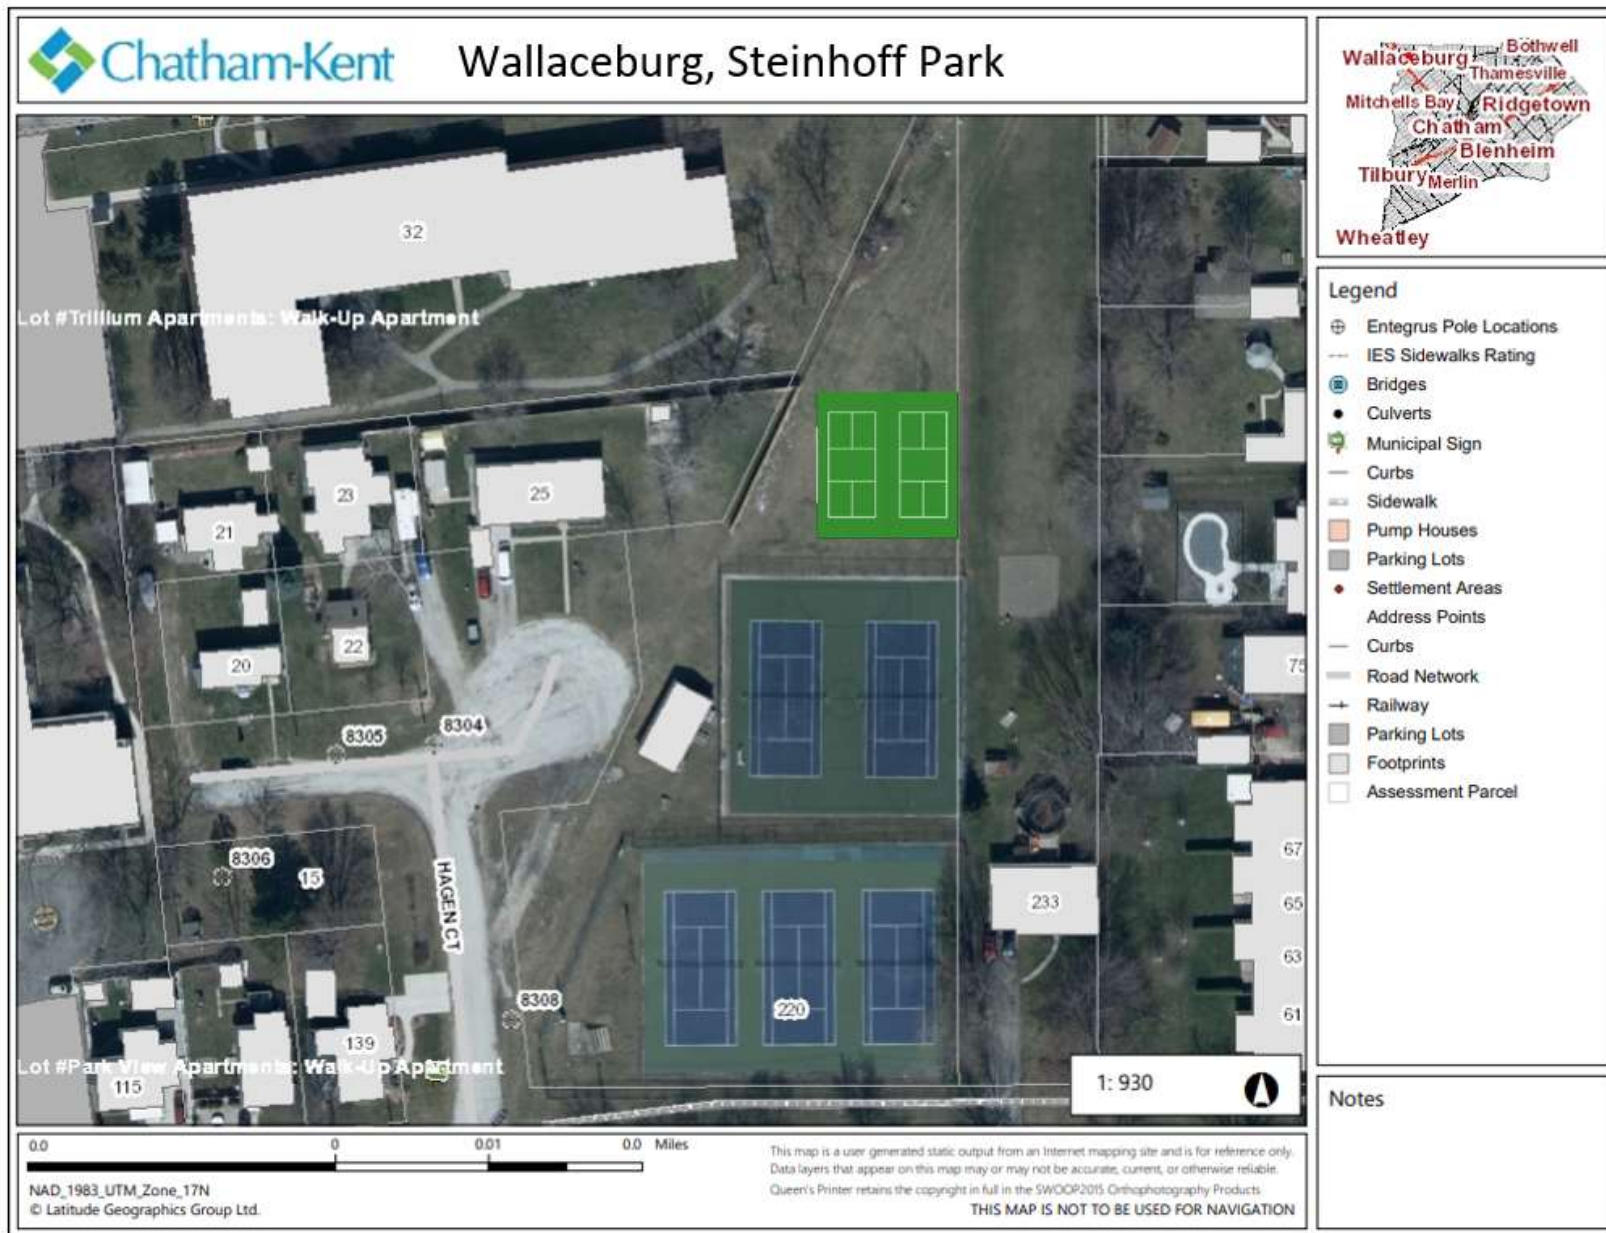 Chatham-Kent
Wallaceburg, Steinhoff Park
Bothwell
Wallaceburg
Thamesville
Mitchells Bay
Ridgetown
Chatham
Blenheim
Tilbury
Merlin
Wheatley
Legend
Entegrus Pole Locations
IES Sidewalks Rating
Bridges
Culverts
Municipal Sign
Curbs
Sidewalk
Pump Houses
Parking Lots
Settlement Areas
Address Points
Curbs
Road Network
Railway
Parking Lots
Footprints
Assessment Parcel
Notes
32
Lot #Trillium Apartments: Walk-Up Apartment
23
25
21
22
20
75
8304
8305
8306
15
HAGEN CT
67
233
65
63
8308
220
61
139
Lot #Park View Apartments: Walk-Up Apartment
115
1: 930
0.0 0 0.01 0.0 Miles
NAD_1983_UTM_Zone_17N
© Latitude Geographics Group Ltd.
This map is a user generated static output from an Internet mapping site and is for reference only.
Data layers that appear on this map may or may not be accurate, current, or otherwise reliable.
Queen's Printer retains the copyright in full in the SWOOP2015 Orthophotography Products
THIS MAP IS NOT TO BE USED FOR NAVIGATION